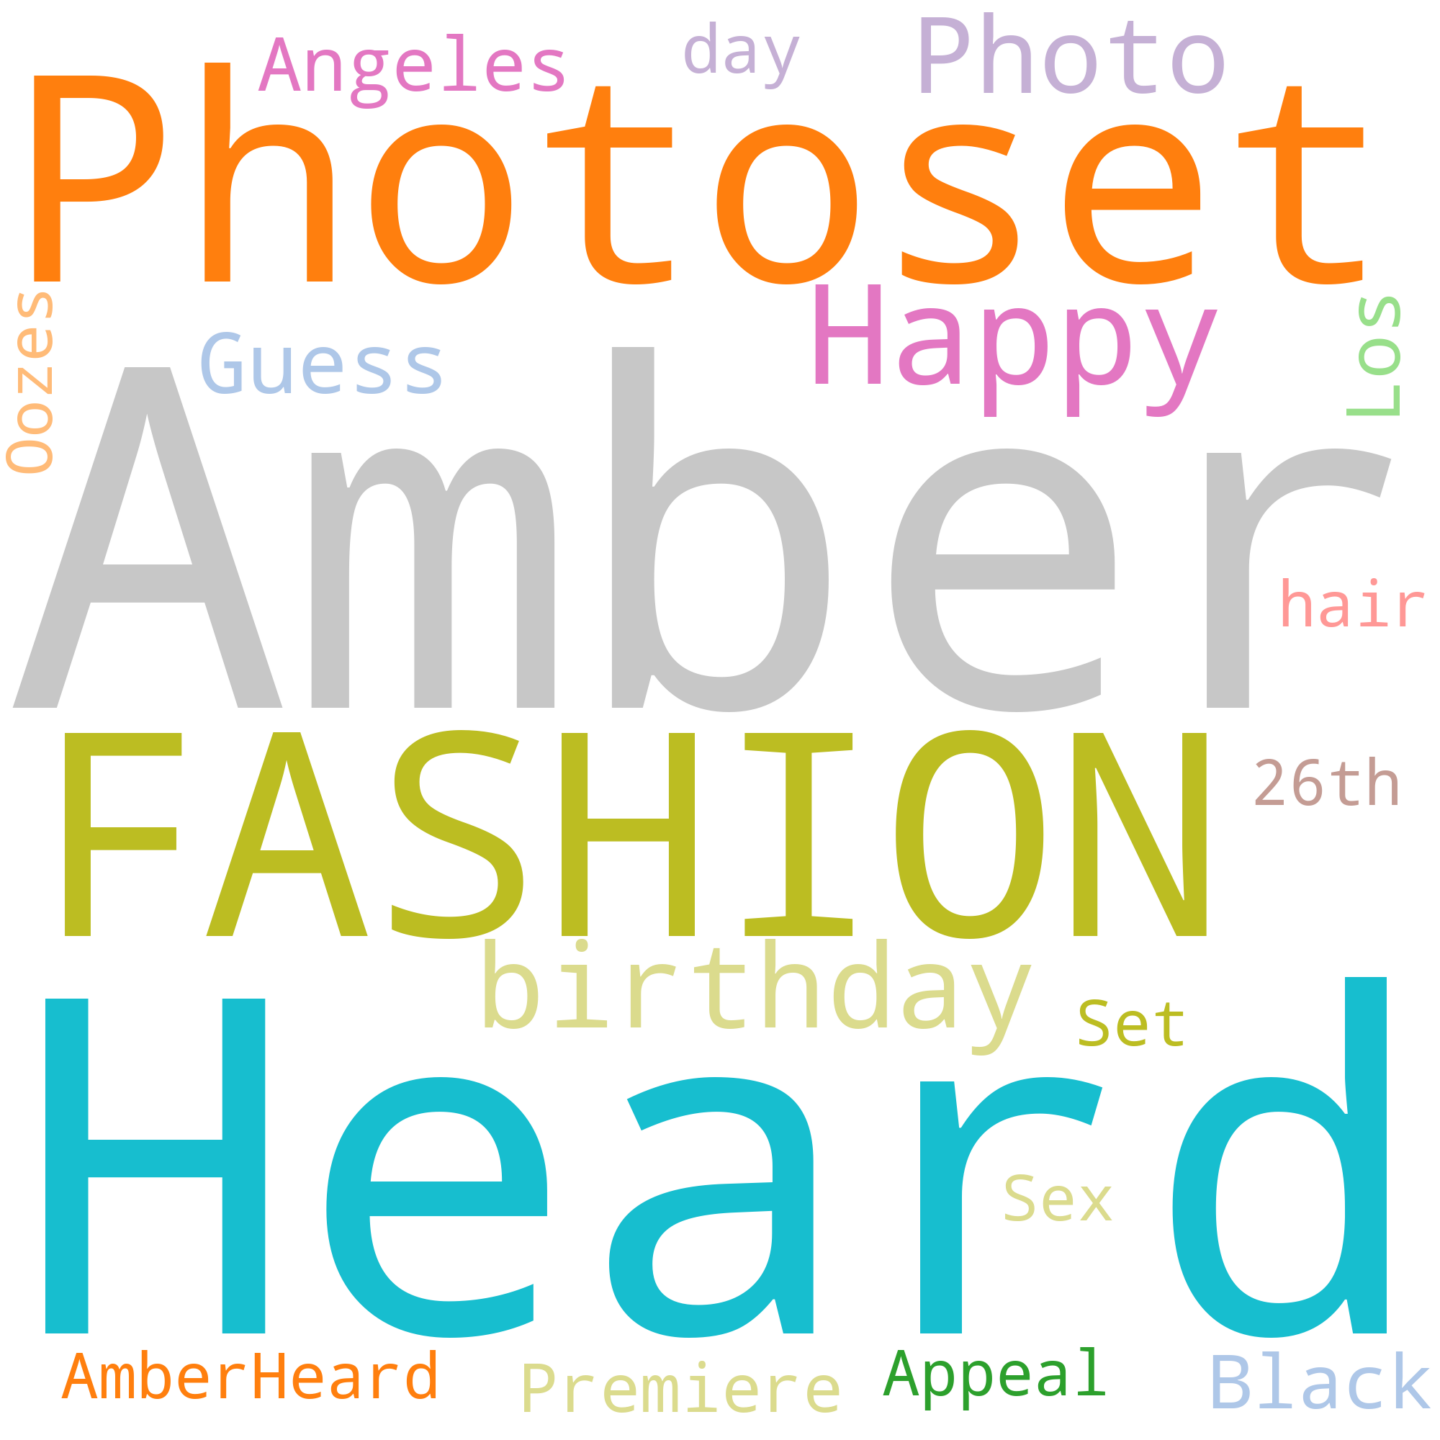 Angeles day Photo
Photoset
Oozes Guess Happy Los
Amber
hair
FASHION
26th
birthday
Set
Heard
Sex
AmberHeard Premiere Appeal Black